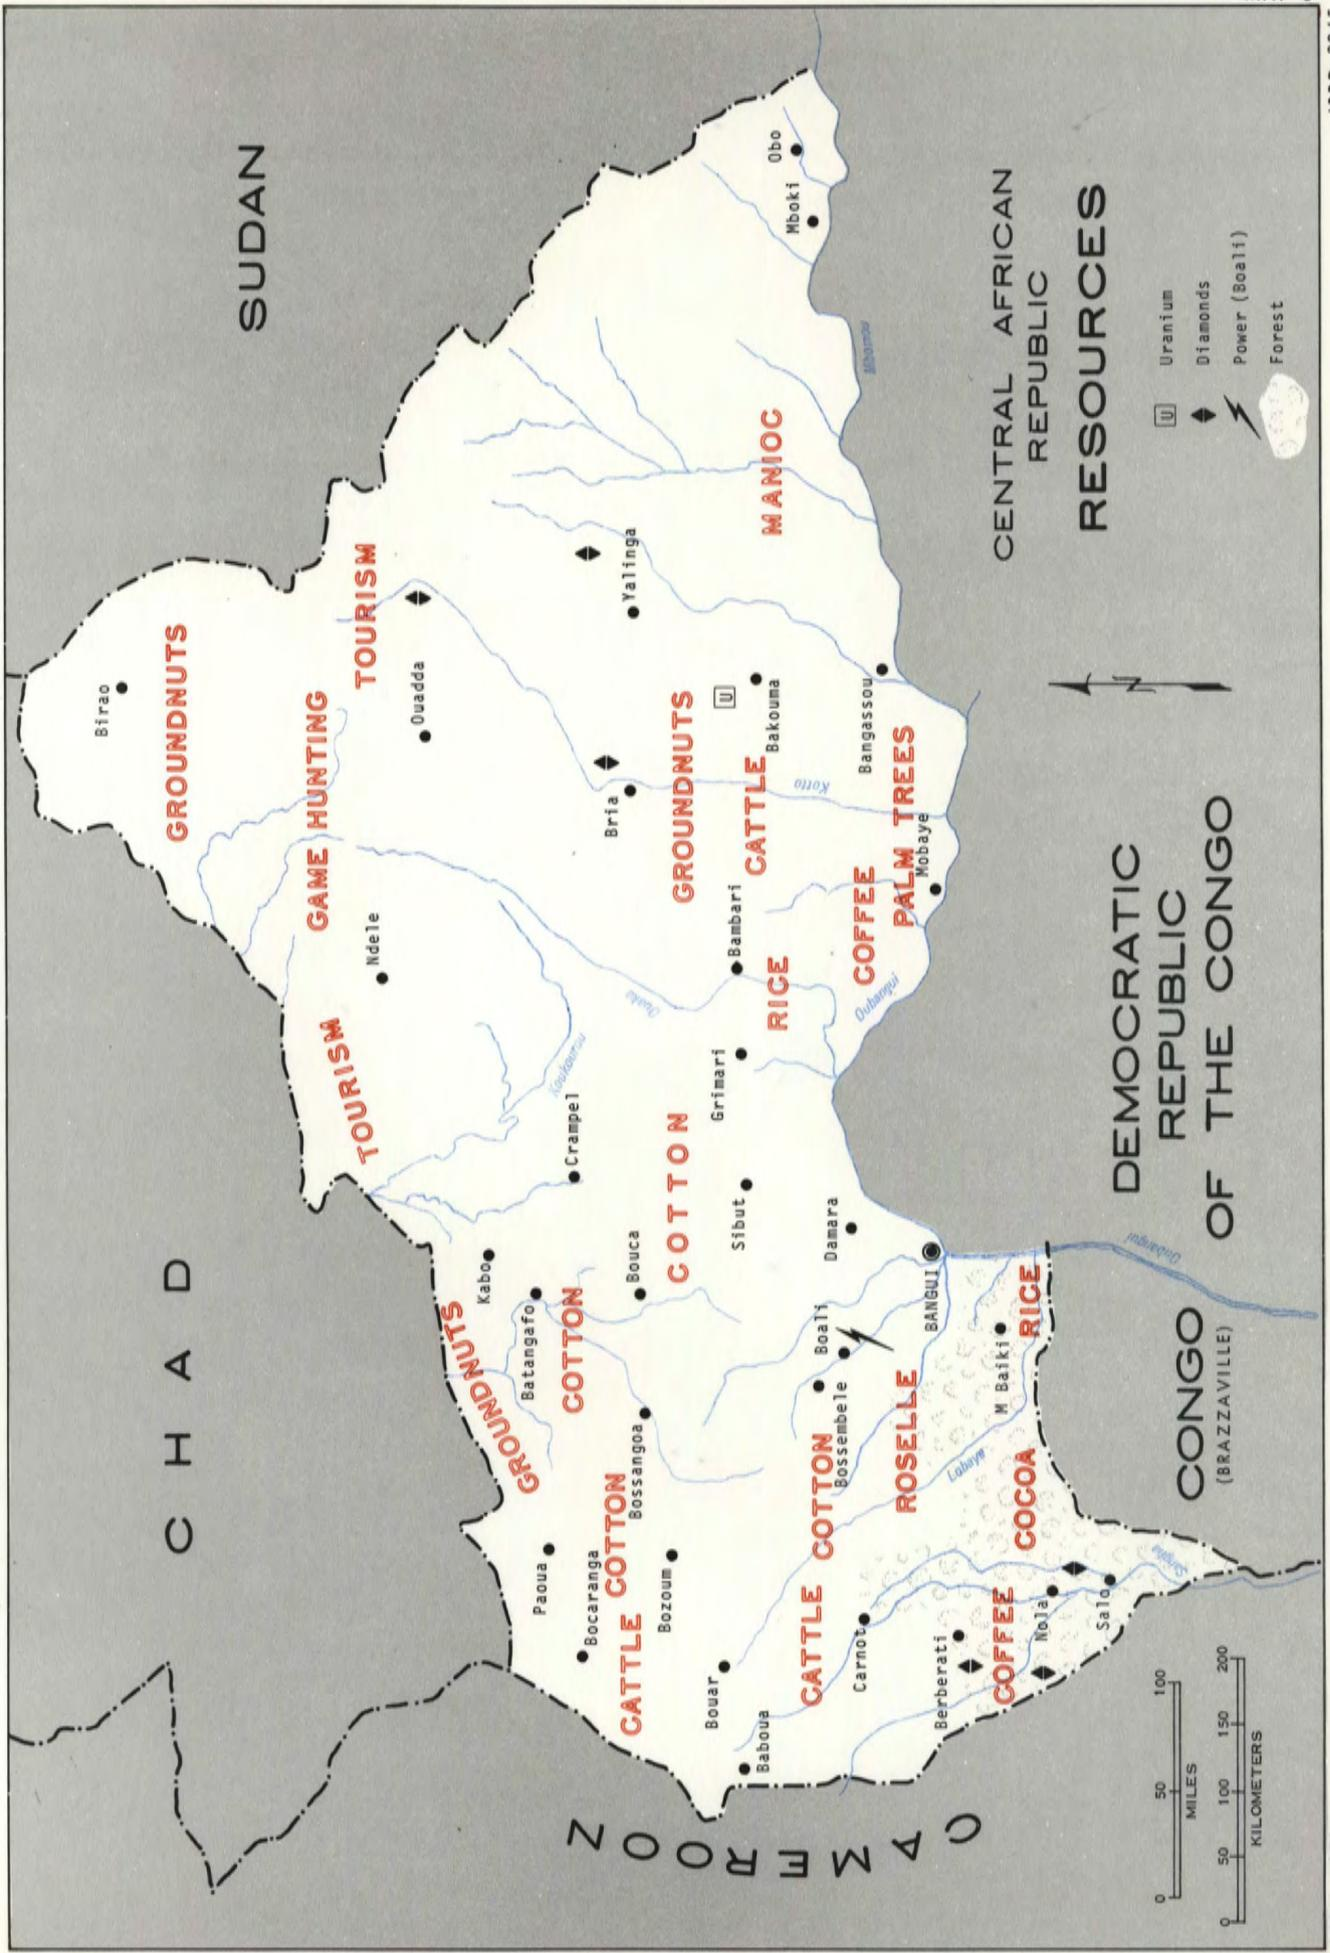 SUDAN
C H A D
CAMEROON
Birao
GROUNDNUTS
GAME HUNTING
TOURISM
Ouadda
Ndele
TOURISM
Yalinga
Bria
GROUNDNUTS
U
Bakouma
CATTLE
Kotto
MANIOC
Mboki
Obo
Mbomou
Bangassou
PALM TREES
COFFEE
Mobaye
Bambari
RICE
Ouaka
Oubangui
Koukourou
Crampel
Grimari
COTTON
Sibut
Damara
Kabo
Batangafo
COTTON
Bouca
GROUNDNUTS
Bossangoa
COTTON
CATTLE
Paoua
Bocaranga
Bozoum
Bouar
Baboua
Boali
Bossembele
COTTON
CATTLE
Carnot
ROSELLE
BANGUI
M Baiki
RICE
Lobaye
COCOA
COFFEE
Berberati
Nola
Salo
Sangha
Oubangui
CONGO
(BRAZZAVILLE)
DEMOCRATIC
REPUBLIC
OF THE CONGO
N
CENTRAL AFRICAN
REPUBLIC
RESOURCES
U Uranium
Diamonds
Power (Boali)
Forest
0 50 100
MILES
0 50 100 150 200
KILOMETERS